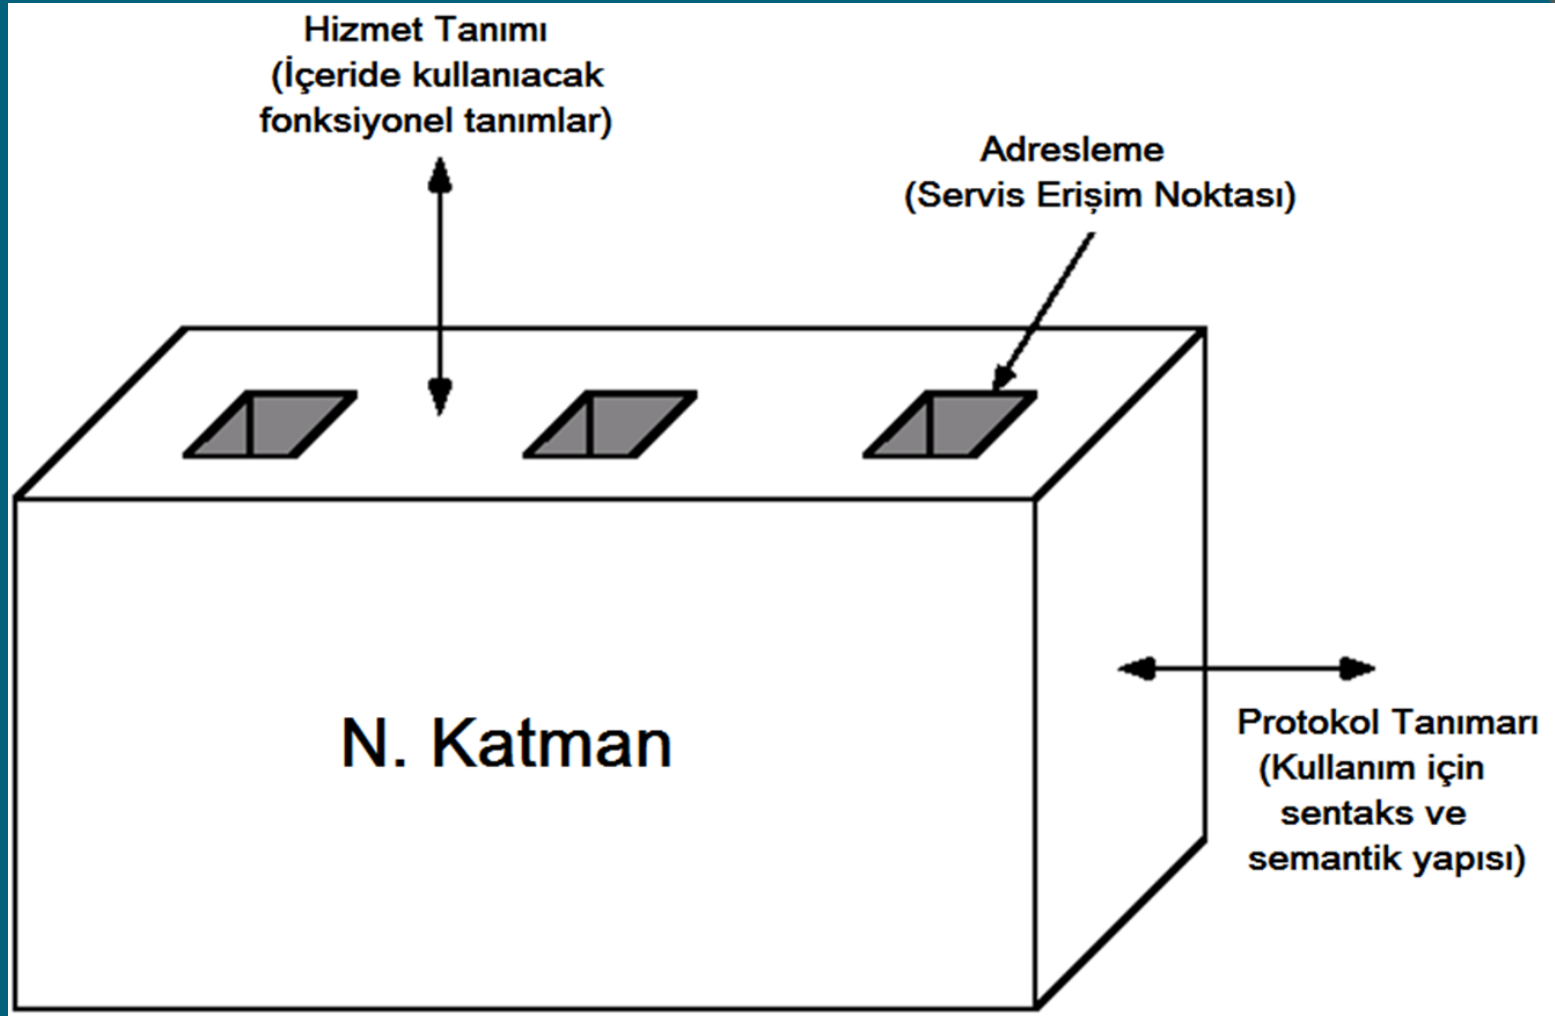 Hizmet Tanımı
(İçeride kullanıacak
fonksiyonel tanımlar)
Adresleme
(Servis Erişim Noktası)
N. Katman
Protokol Tanımarı
(Kullanım için
sentaks ve
semantik yapısı)